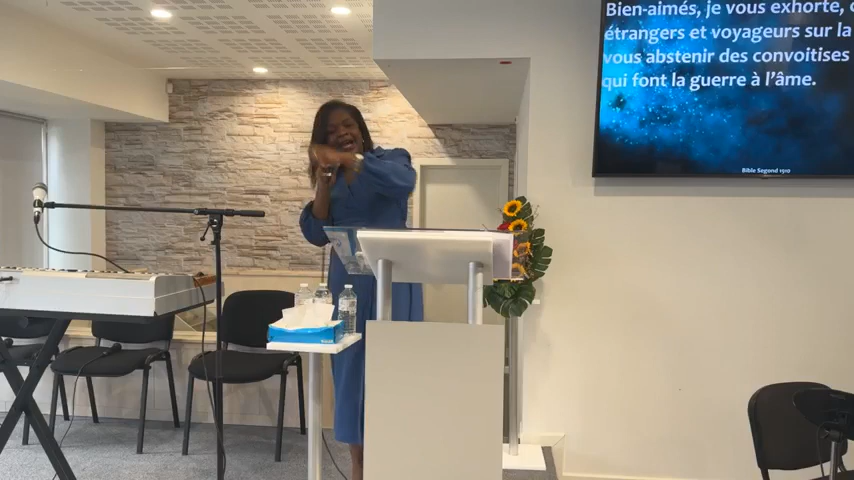 Bien-aimés, je vous exhorte,
étrangers et voyageurs sur la
vous abstenir des convoitises
qui font la guerre à l'âme.
Bible Segond 1910